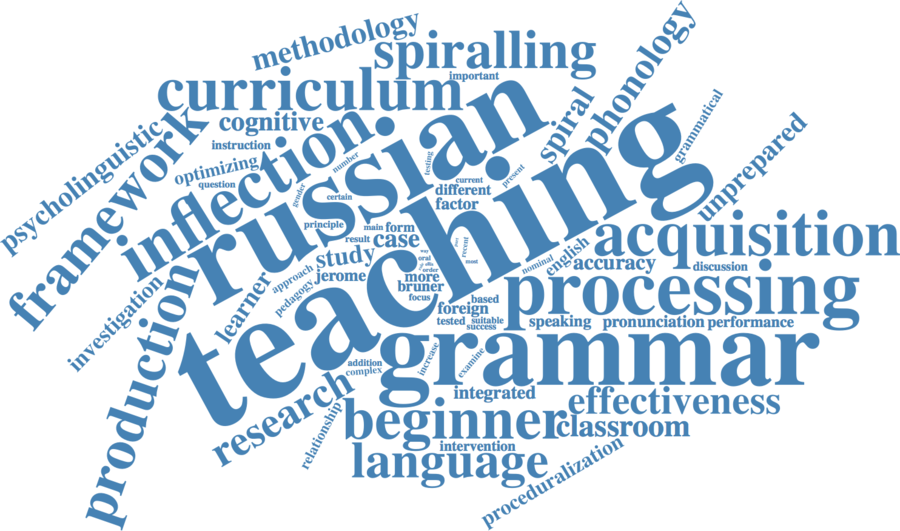 methodology
spiralling
important
phonology
curriculum
cognitive
instruction
psycholinguistic
framework
optimizing
question
number
gender
certain
inflection
russian
testing
current
present
different
factor
spiral
grammatical
unprepared
teaching
principle
main
form
result
case
study
jerome
approach
pedagogy
learner
oral
order
more
bruner
focus
recent
most
nominal
english
accuracy
discussion
acquisition
processing
based
foreign
tested
suitable
success
speaking
pronunciation
performance
investigation
production
grammar
increase
examine
addition
complex
research
relationship
integrated
beginner
effectiveness
classroom
intervention
language
proceduralization